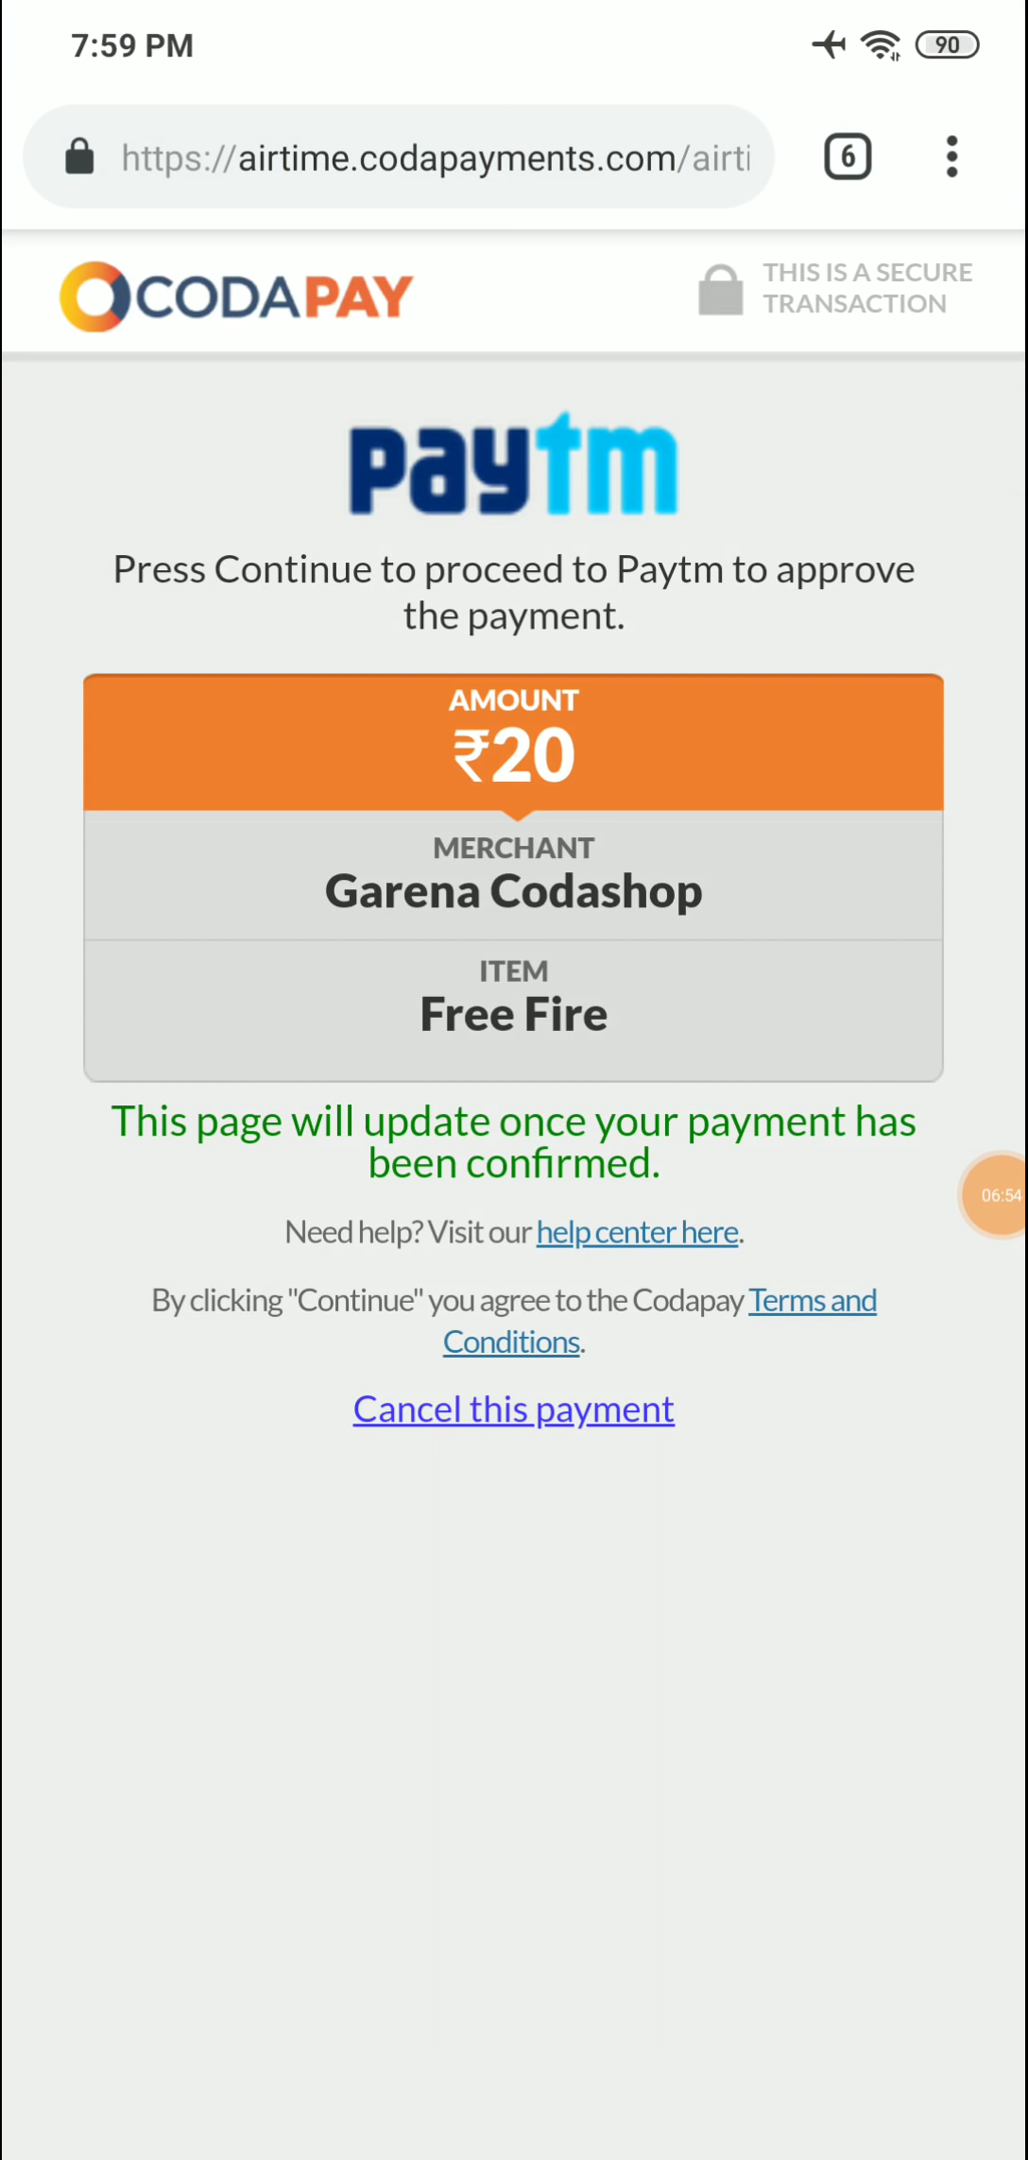 7:59 PM
90
https://airtime.codapayments.com/airti
6
CODAPAY
THIS IS A SECURE
TRANSACTION
paytm
Press Continue to proceed to Paytm to approve
the payment.
AMOUNT
₹20
MERCHANT
Garena Codashop
ITEM
Free Fire
This page will update once your payment has
been confirmed.
06:54
Need help? Visit our help center here.
By clicking "Continue" you agree to the Codapay Terms and
Conditions.
Cancel this payment